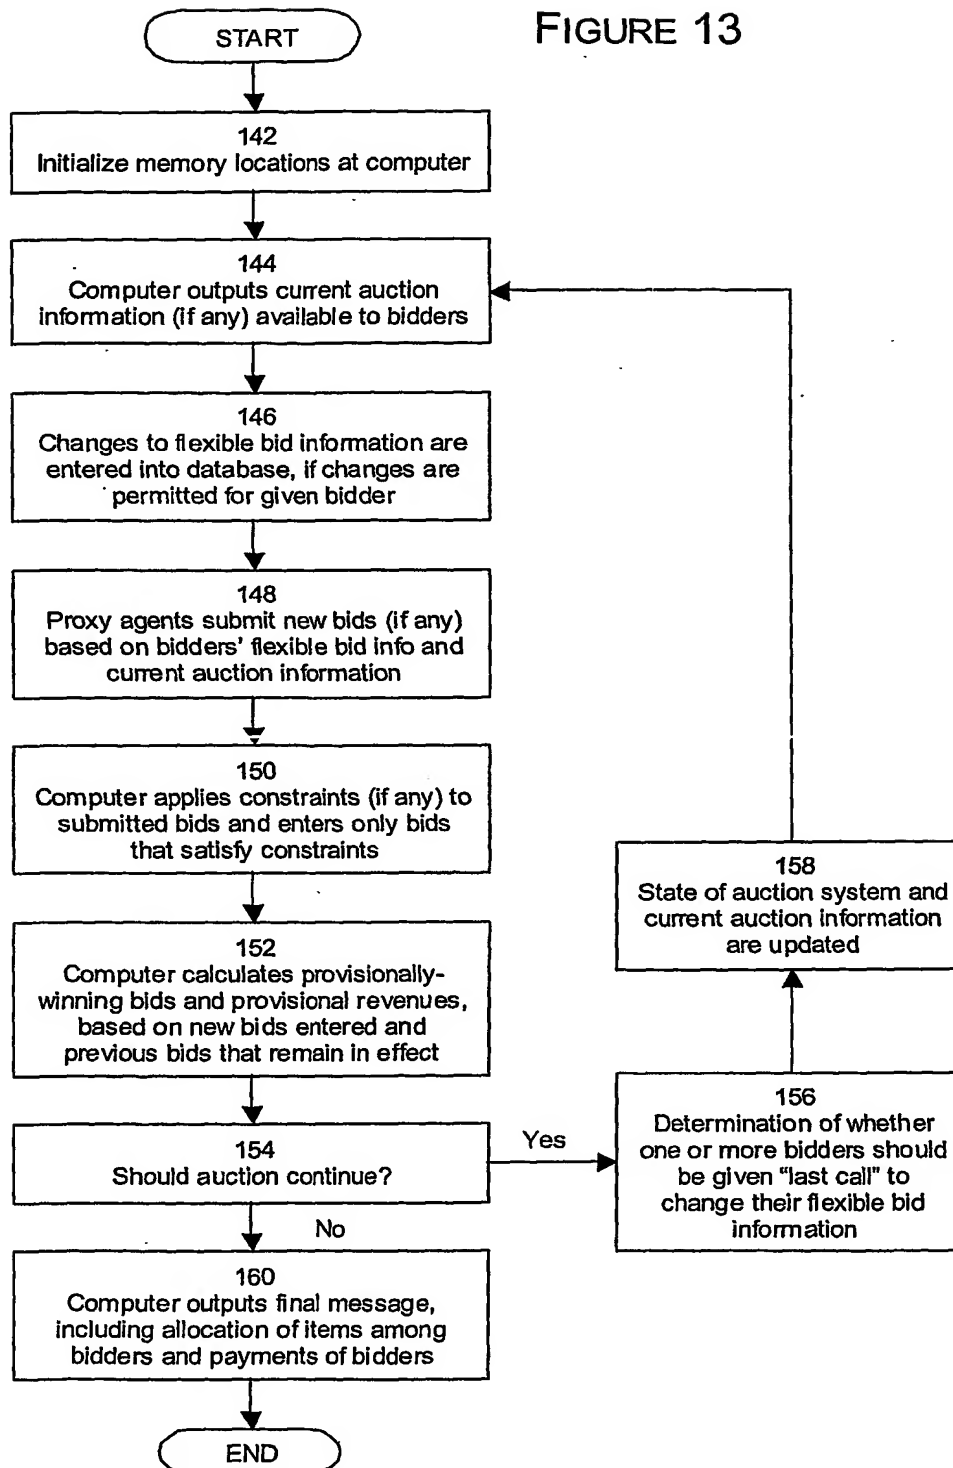 FIGURE 13
START
142
Initialize memory locations at computer
144
Computer outputs current auction
information (if any) available to bidders
146
Changes to flexible bid information are
entered into database, if changes are
permitted for given bidder
148
Proxy agents submit new bids (if any)
based on bidders' flexible bid info and
current auction information
150
Computer applies constraints (if any) to
submitted bids and enters only bids
that satisfy constraints
152
Computer calculates provisionally-
winning bids and provisional revenues,
based on new bids entered and
previous bids that remain in effect
154
Should auction continue?
Yes
No
156
Determination of whether
one or more bidders should
be given "last call" to
change their flexible bid
information
158
State of auction system and
current auction information
are updated
160
Computer outputs final message,
including allocation of items among
bidders and payments of bidders
END